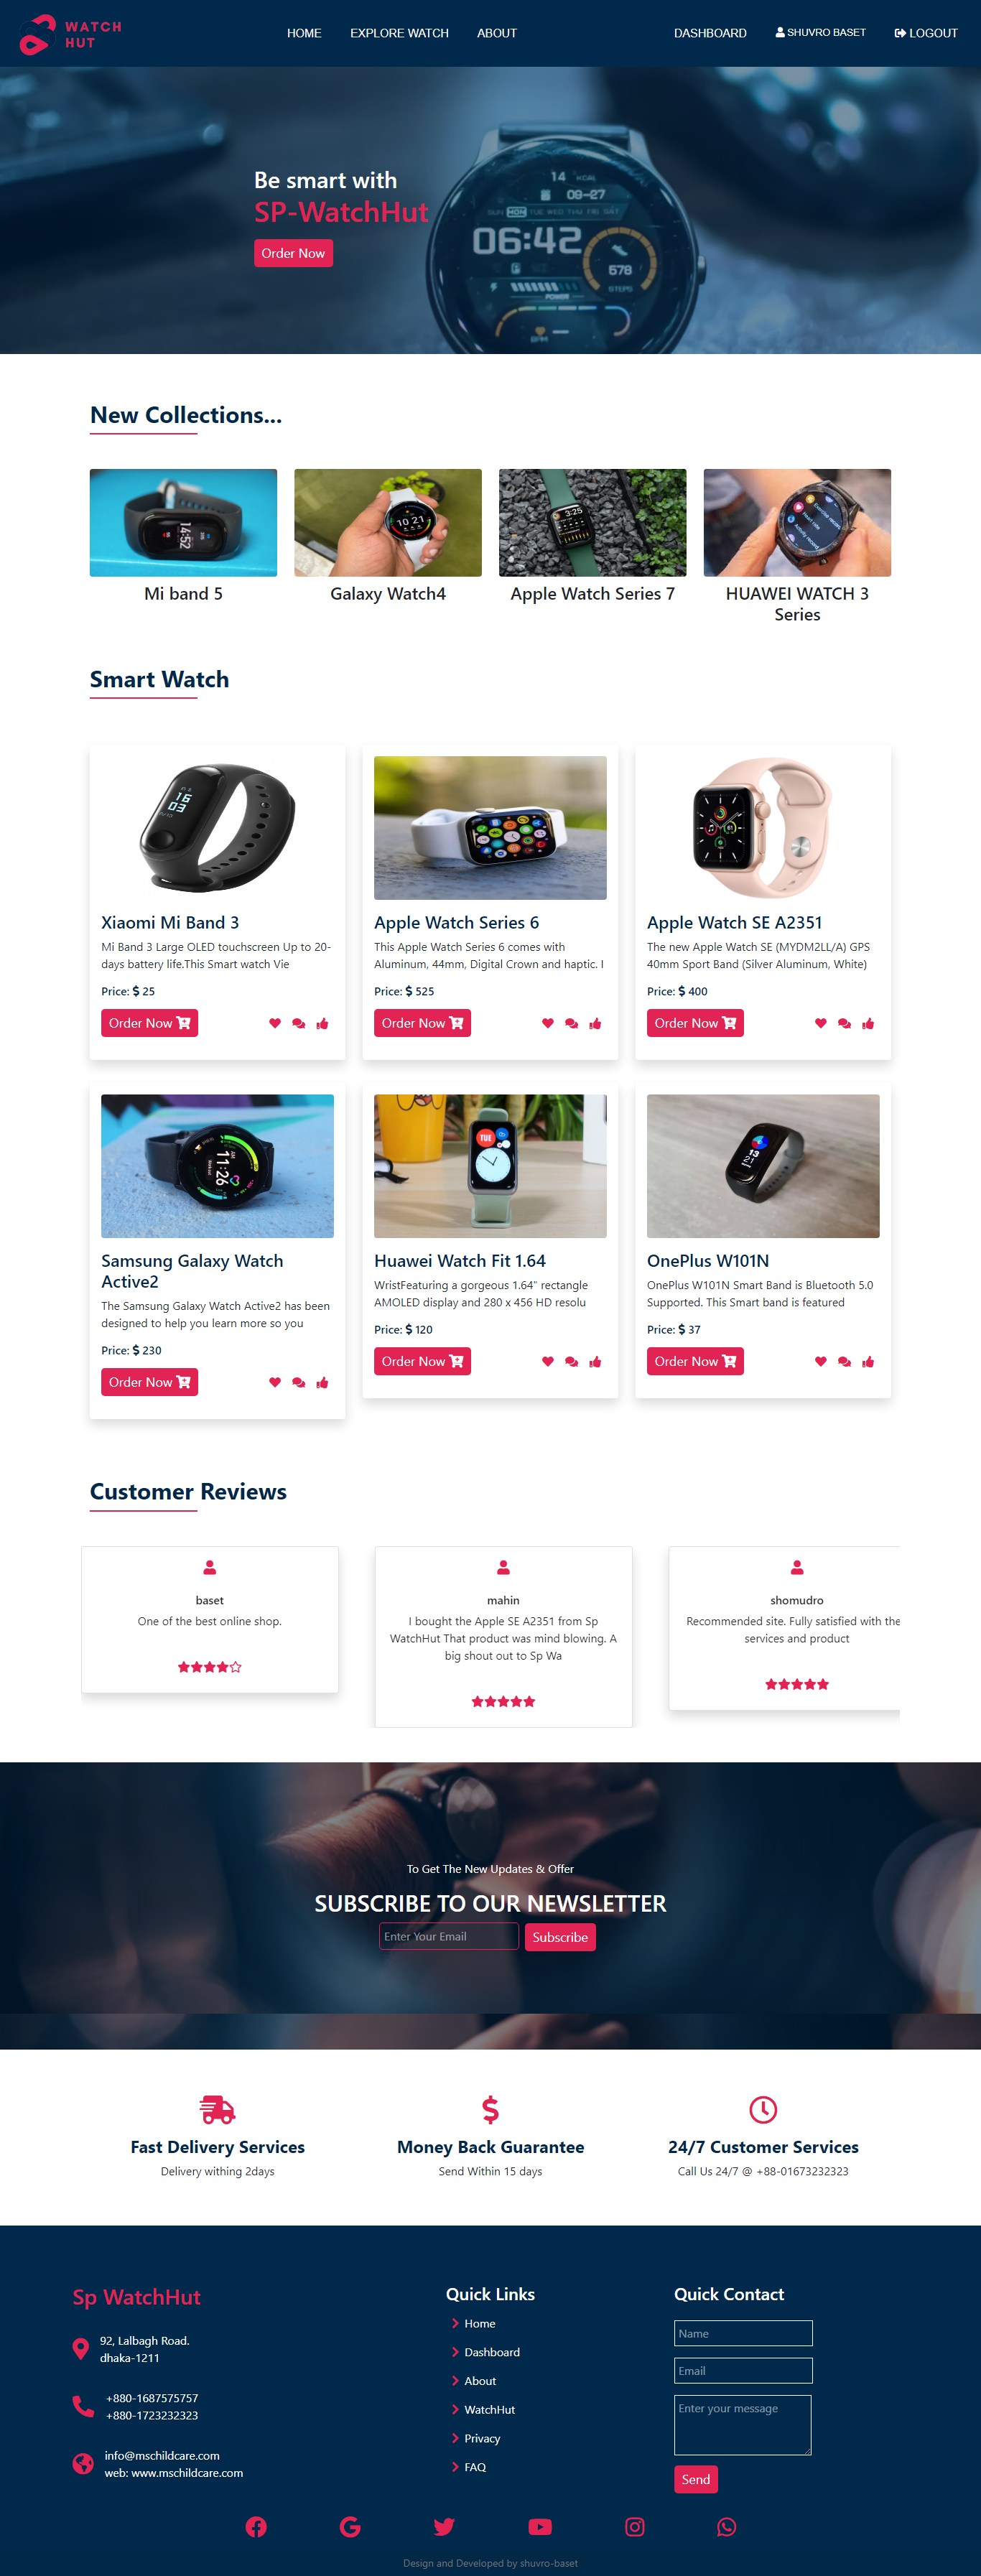 WATCH
HUT
HOME
EXPLORE WATCH
ABOUT
DASHBOARD
SHUVRO BASET
LOGOUT
Be smart with
SP-WatchHut
Order Now
14 KCAL
09-27
SUN MON TUE WED THU FRI SAT
06:42
578
STEPS
POWER
BPM
New Collections...
14:52
10 21
3:25
Mi band 5
Galaxy Watch4
Apple Watch Series 7
HUAWEI WATCH 3
Series
Smart Watch
16
03
Xiaomi Mi Band 3
Mi Band 3 Large OLED touchscreen Up to 20-
days battery life.This Smart watch Vie
Price: $ 25
Order Now
Apple Watch Series 6
This Apple Watch Series 6 comes with
Aluminum, 44mm, Digital Crown and haptic. I
Price: $ 525
Order Now
Apple Watch SE A2351
The new Apple Watch SE (MYDM2LL/A) GPS
40mm Sport Band (Silver Aluminum, White)
Price: $ 400
Order Now
11:26
Samsung Galaxy Watch
Active2
The Samsung Galaxy Watch Active2 has been
designed to help you learn more so you
Price: $ 230
Order Now
TUE
Huawei Watch Fit 1.64
WristFeaturing a gorgeous 1.64" rectangle
AMOLED display and 280 x 456 HD resolu
Price: $ 120
Order Now
OnePlus W101N
OnePlus W101N Smart Band is Bluetooth 5.0
Supported. This Smart band is featured
Price: $ 37
Order Now
Customer Reviews
baset
One of the best online shop.
mahin
I bought the Apple SE A2351 from Sp
WatchHut That product was mind blowing. A
big shout out to Sp Wa
shomudro
Recommended site. Fully satisfied with the
services and product
To Get The New Updates & Offer
SUBSCRIBE TO OUR NEWSLETTER
Enter Your Email
Subscribe
Fast Delivery Services
Delivery withing 2days
Money Back Guarantee
Send Within 15 days
24/7 Customer Services
Call Us 24/7 @ +88-01673232323
Sp WatchHut
92, Lalbagh Road.
dhaka-1211
+880-1687575757
+880-1723232323
info@mschildcare.com
web: www.mschildcare.com
Quick Links
Home
Dashboard
About
WatchHut
Privacy
FAQ
Quick Contact
Name
Email
Enter your message
Send
Design and Developed by shuvro-baset